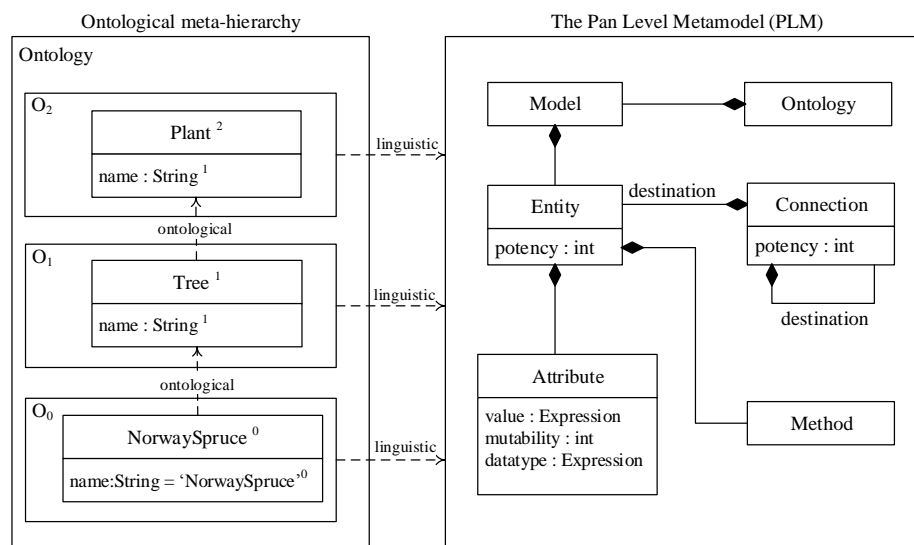 Ontological meta-hierarchy
Ontology
O2
Plant 2
name : String 1
ontological
O1
Tree 1
name : String 1
ontological
O0
NorwaySpruce 0
name:String = ‘NorwaySpruce’0
linguistic
linguistic
linguistic
The Pan Level Metamodel (PLM)
Model
Ontology
destination
Entity
potency : int
Connection
potency : int
destination
Attribute
value : Expression
mutability : int
datatype : Expression
Method